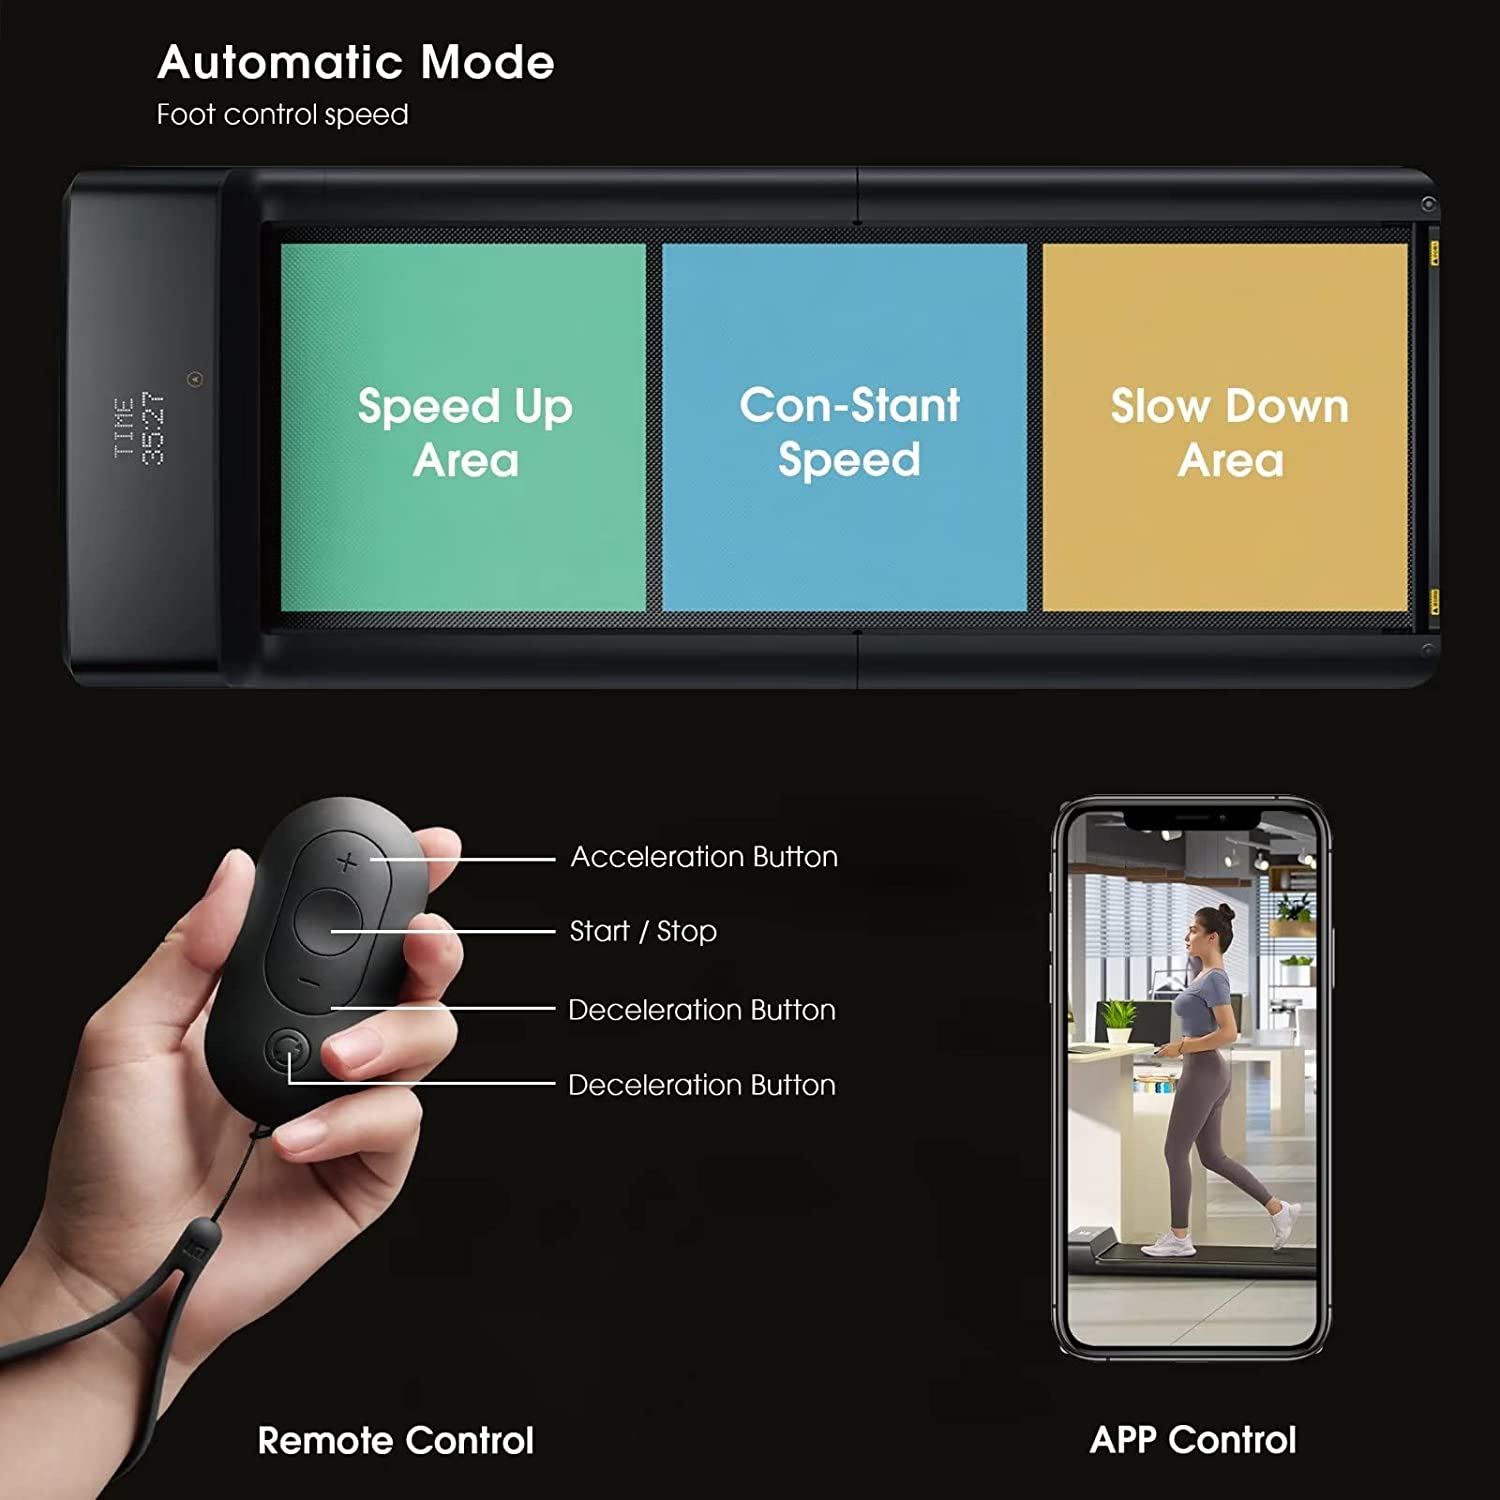 Automatic Mode
Foot control speed
TIME
35:27
A
Speed Up
Area
Con-Stant
Speed
Slow Down
Area
Acceleration Button
Start / Stop
Deceleration Button
Deceleration Button
Remote Control
APP Control